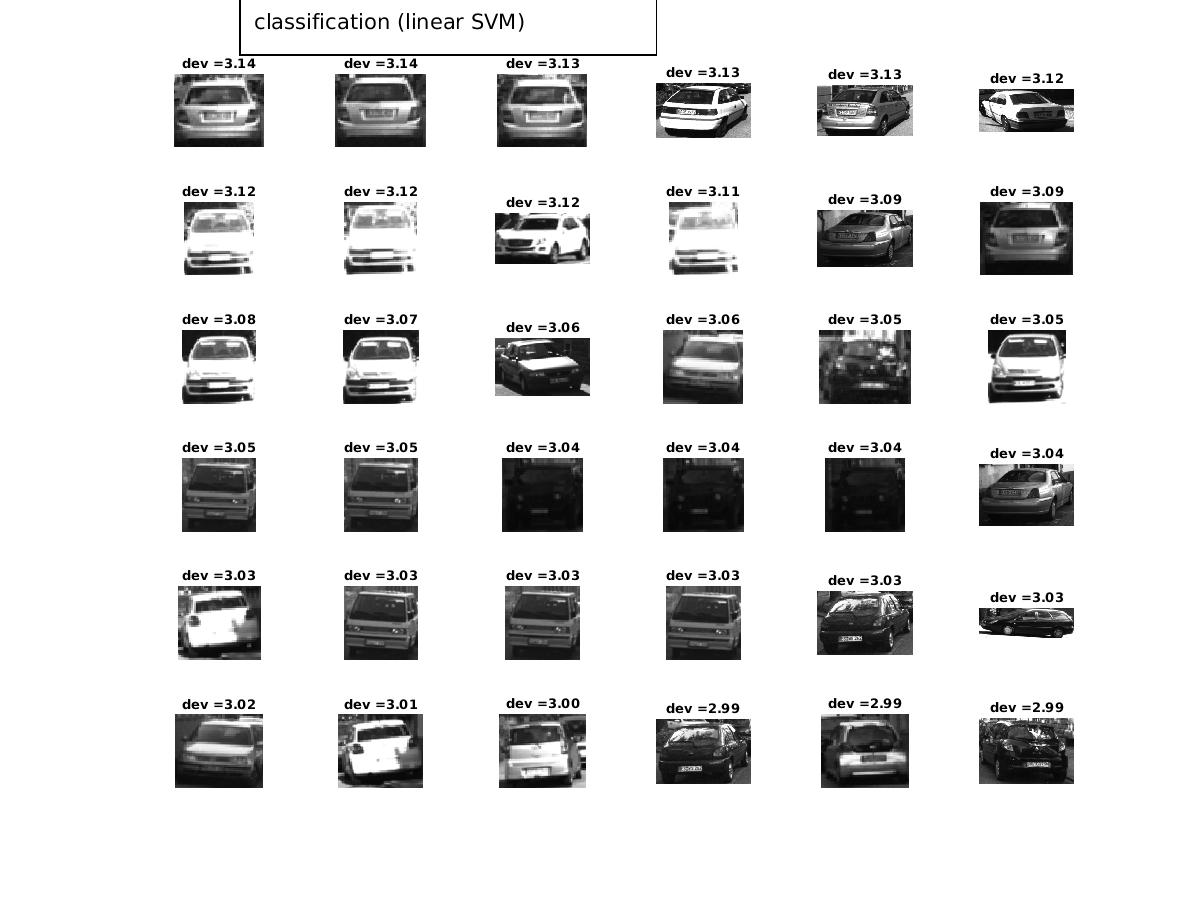 classification (linear SVM)
dev =3.14 dev =3.14 dev =3.13 dev =3.13 dev =3.13 dev =3.12
dev =3.12 dev =3.12 dev =3.12 dev =3.11 dev =3.09 dev =3.09
dev =3.08 dev =3.07 dev =3.06 dev =3.06 dev =3.05 dev =3.05
dev =3.05 dev =3.05 dev =3.04 dev =3.04 dev =3.04 dev =3.04
dev =3.03 dev =3.03 dev =3.03 dev =3.03 dev =3.03 dev =3.03
dev =3.02 dev =3.01 dev =3.00 dev =2.99 dev =2.99 dev =2.99